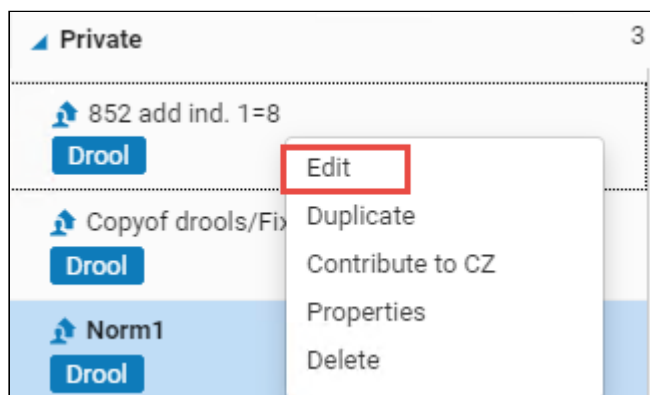 Private 3
852 add ind. 1=8
Drool
Copyof drools/Fix
Drool
Norm1
Drool
Edit
Duplicate
Contribute to CZ
Properties
Delete